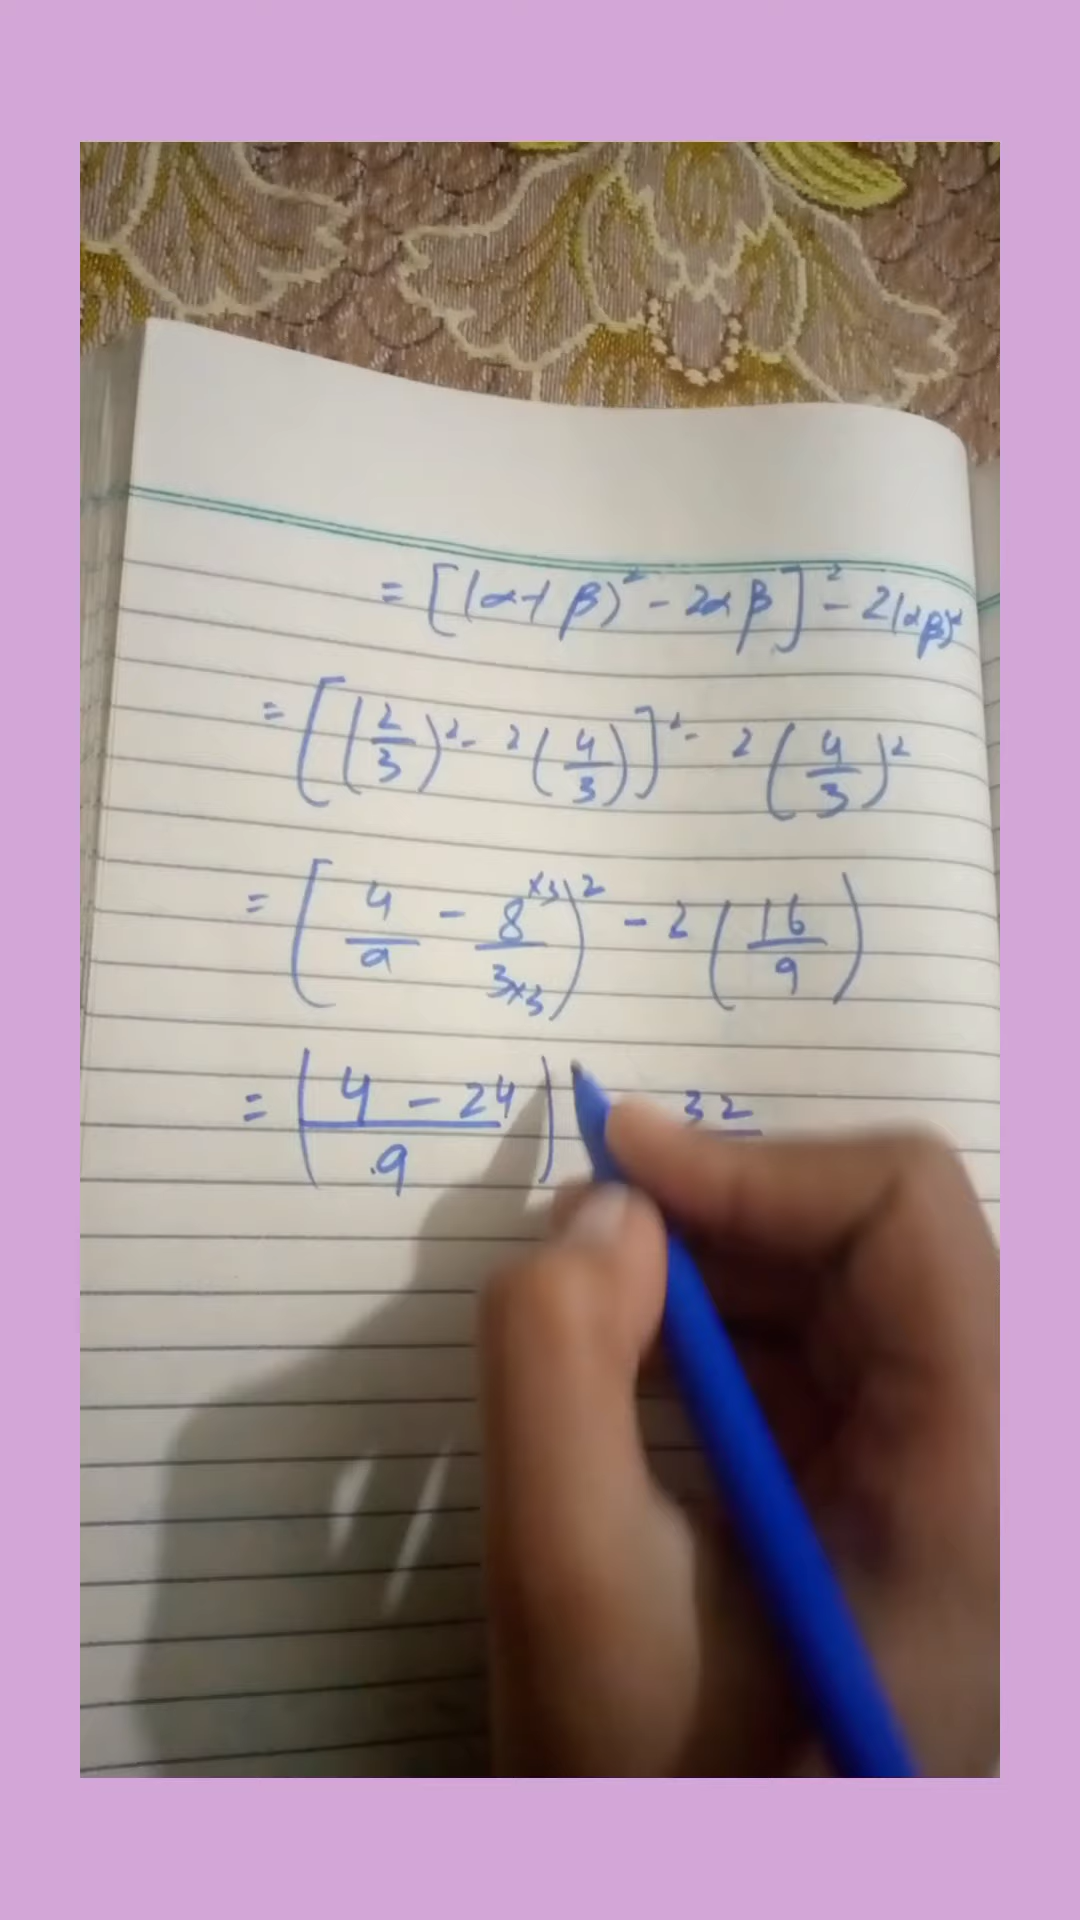 = [(α+β)² - 2αβ]² - 2(αβ)²
= [(2/3)² - 2(4/3)]² - 2(4/3)²
= [4/9 - 8×3/3×3)² - 2(16/9)
= (4 - 24/9) 32